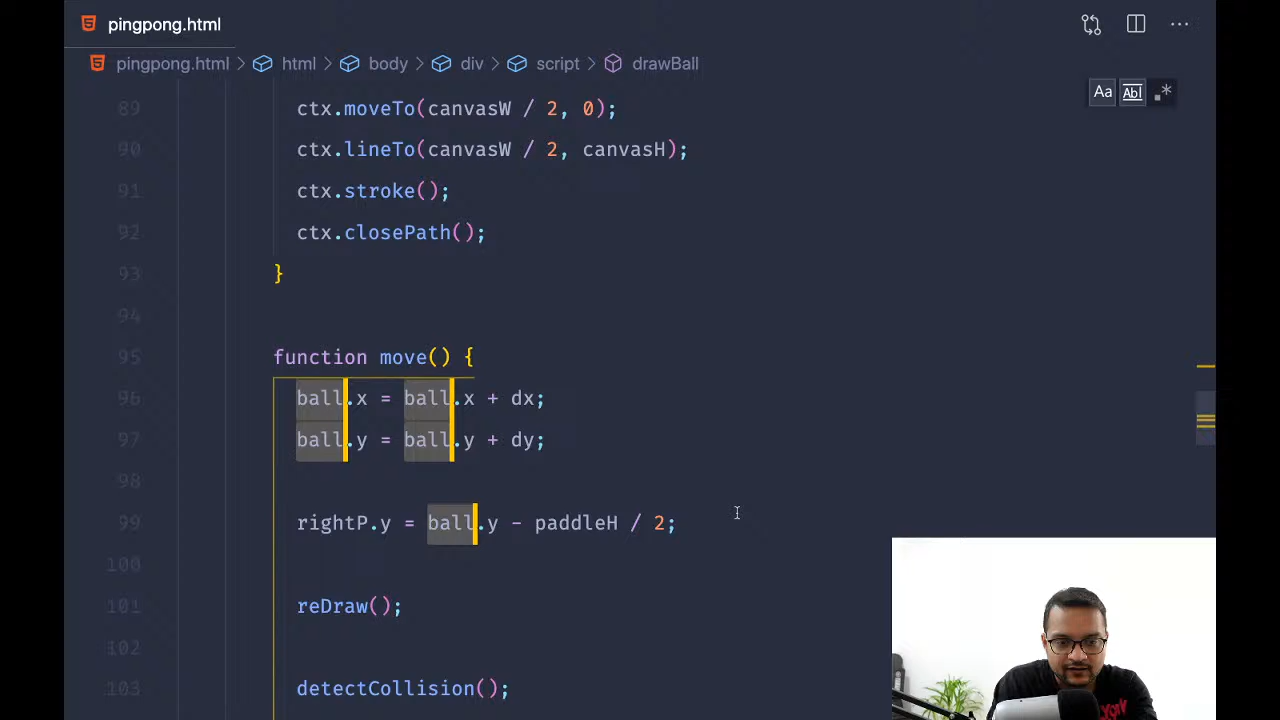 pingpong.html
pingpong.html > html > body > div > script > drawBall
Aa Abl .*
89 ctx.moveTo(canvasW / 2, 0);
90 ctx.lineTo(canvasW / 2, canvasH);
91 ctx.stroke();
92 ctx.closePath();
93 }
94
95 function move() {
96 ball.x = ball.x + dx;
97 ball.y = ball.y + dy;
98
99 rightP.y = ball.y - paddleH / 2;
100
101 reDraw();
102
103 detectCollision();